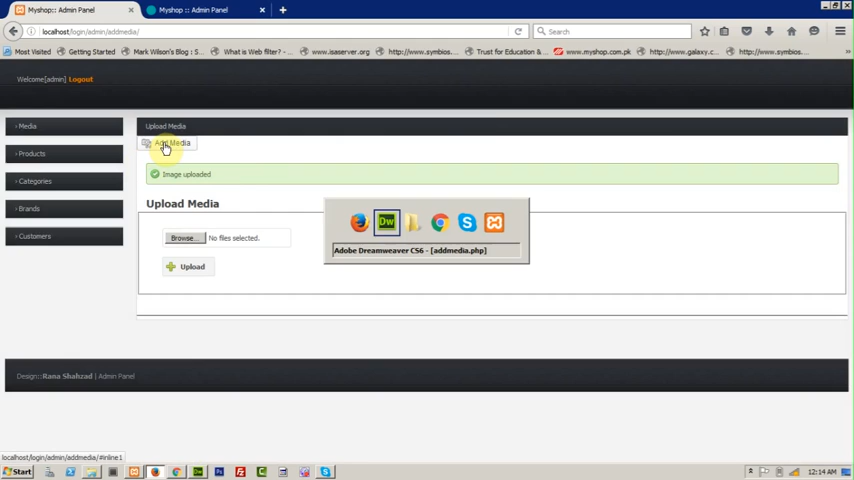 Myshop :: Admin Panel
Myshop :: Admin Panel
localhost/login/admin/addmedia/
Search
Most Visited
Getting Started
Mark Wilson's Blog : S...
What is Web filter? -...
www.isaserver.org
http://www.symbios...
Trust for Education & ...
www.myshop.com.pk
http://www.galaxy.c...
http://www.symbios...
Welcome[admin] Logout
› Media
Upload Media
Add Media
› Products
Image uploaded
› Categories
Upload Media
› Brands
› Customers
Browse... No files selected.
Adobe Dreamweaver CS6 - [addmedia.php]
Upload
Design::Rana Shahzad | Admin Panel
localhost/login/admin/addmedia/#inline1
Start
12:14 AM